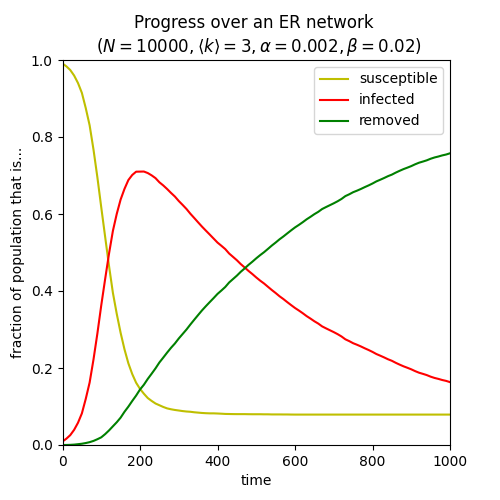 Progress over an ER network
(N = 10000, ⟨k⟩ = 3, α = 0.002, β = 0.02)
susceptible
infected
removed
fraction of population that is...
1.0
0.8
0.6
0.4
0.2
0.0
0 200 400 600 800 1000
time